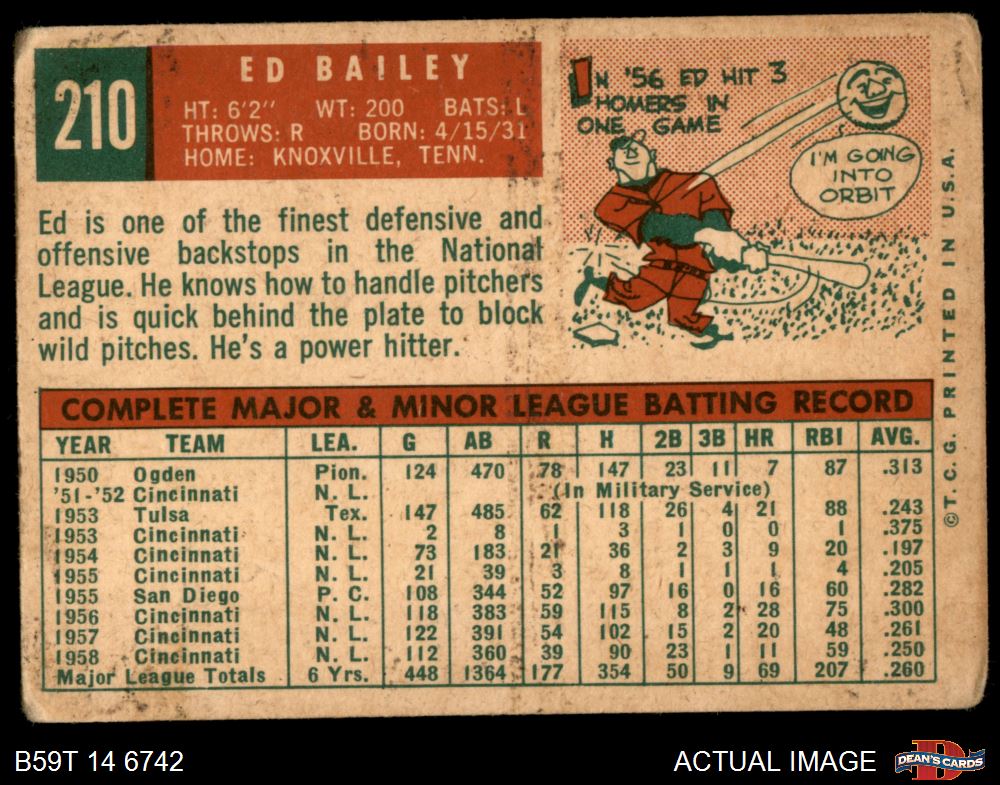 210
ED BAILEY
HT: 6'2" WT: 200 BATS: L
THROWS: R BORN: 4/15/31
HOME: KNOXVILLE, TENN.
Ed is one of the finest defensive and
offensive backstops in the National
League. He knows how to handle pitchers
and is quick behind the plate to block
wild pitches. He's a power hitter.
IN '56 ED HIT 3
HOMERS IN
ONE GAME
I'M GOING
INTO
ORBIT
©T. C. G. PRINTED IN U.S.A.
COMPLETE MAJOR & MINOR LEAGUE BATTING RECORD
YEAR TEAM LEA. G AB R H 2B 3B HR RBI AVG.
1950 Ogden Pion. 124 470 78 147 23 11 7 87 .313
'51-'52 Cincinnati N. L. (In Military Service)
1953 Tulsa Tex. 147 485 62 118 26 4 21 88 .243
1953 Cincinnati N. L. 2 8 1 3 1 0 0 1 .375
1954 Cincinnati N. L. 73 183 21 36 2 3 9 20 .197
1955 Cincinnati N. L. 21 39 3 8 1 1 1 4 .205
1955 San Diego P. C. 108 344 52 97 16 0 16 60 .282
1956 Cincinnati N. L. 118 383 59 115 8 2 28 75 .300
1957 Cincinnati N. L. 122 391 54 102 15 2 20 48 .261
1958 Cincinnati N. L. 112 360 39 90 23 1 11 59 .250
Major League Totals 6 Yrs. 448 1364 177 354 50 9 69 207 .260
B59T 14 6742
ACTUAL IMAGE
DEAN'S CARDS